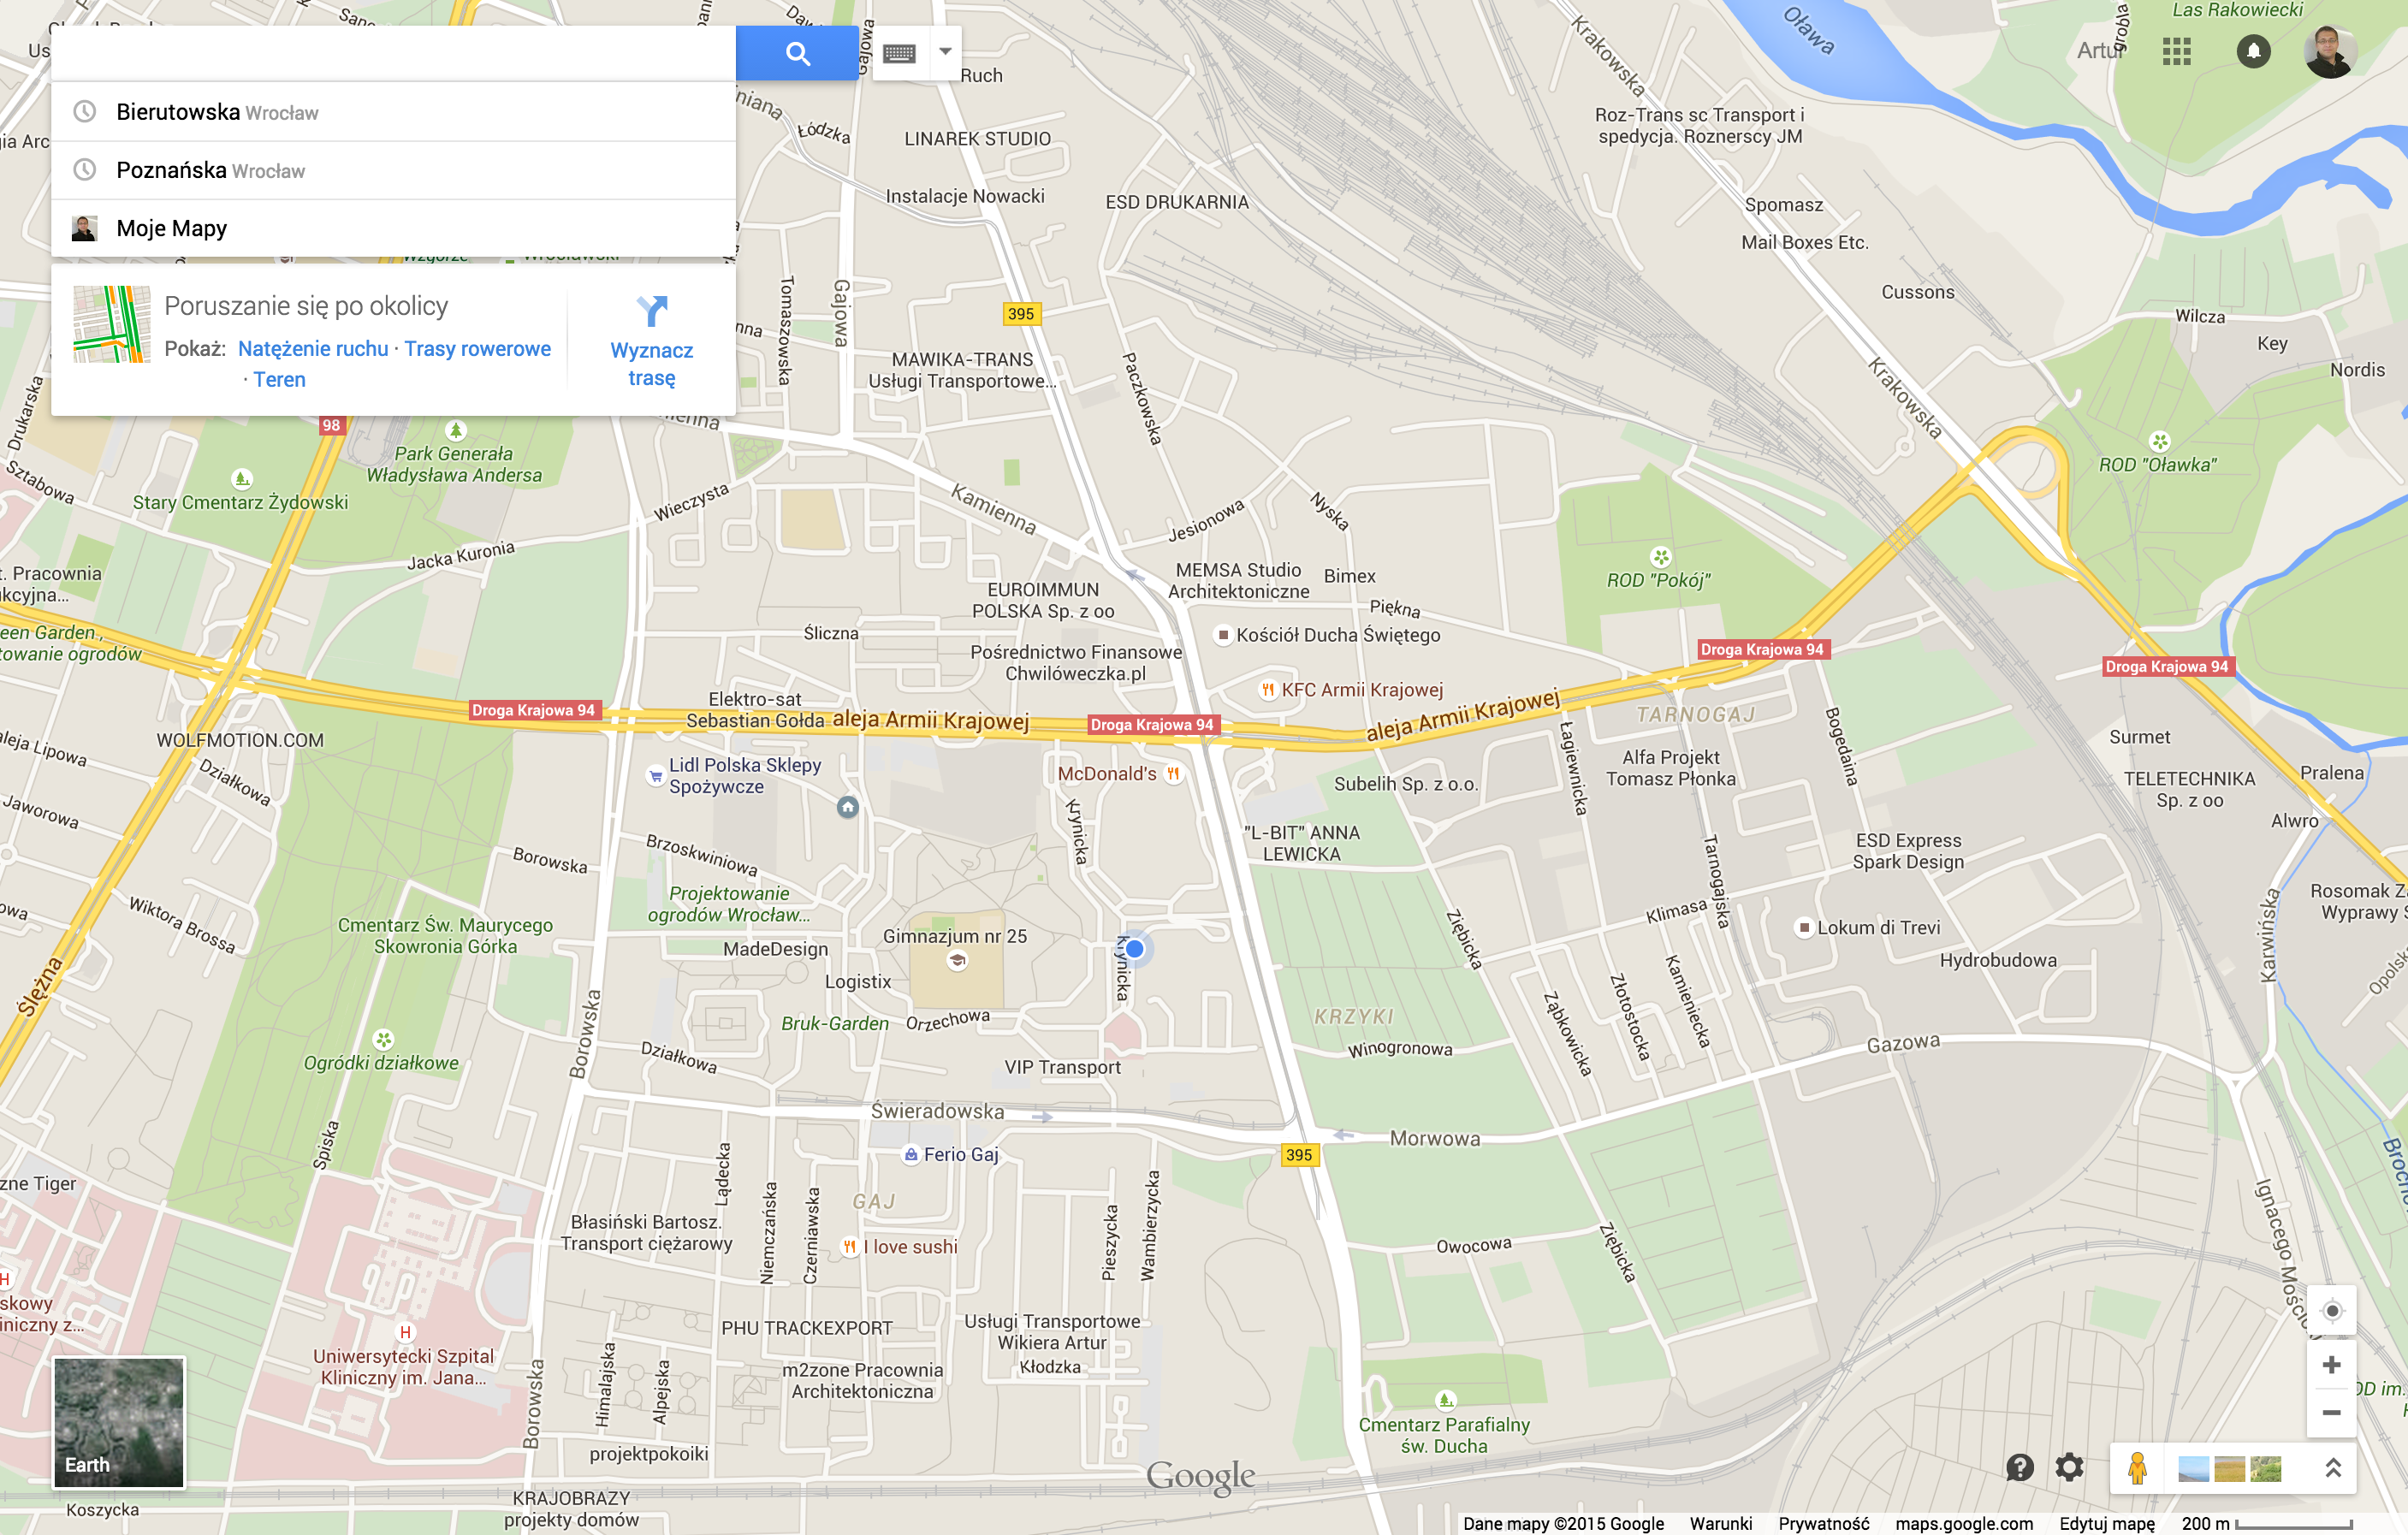 Artur
Bierutowska Wrocław
Poznańska Wrocław
Moje Mapy
Poruszanie się po okolicy
Pokaż: Natężenie ruchu · Trasy rowerowe
· Teren
Wyznacz
trasę
Las Rakowiecki
Oława
grobla
Krakowska
Gajowa
Ruch
Łódzka
LINAREK STUDIO
Roz-Trans sc Transport i
spedycja. Roznerscy JM
Instalacje Nowacki
ESD DRUKARNIA
Spomasz
Mail Boxes Etc.
Cussons
Wilcza
Key
Nordis
395
Tomaszowska
Gajowa
MAWIKA-TRANS
Usługi Transportowe...
Paczkowska
Krakowska
Drukarska
98
Park Generała
Władysława Andersa
Stary Cmentarz Żydowski
Sztabowa
Wieczysta
Kamienna
Jesionowa
Nyska
ROD "Oławka"
Jacka Kuronia
t. Pracownia
EUROIMMUN
POLSKA Sp. z oo
MEMSA Studio
Architektoniczne
Bimex
ROD "Pokój"
Piękna
een Garden ,
towanie ogrodów
Śliczna
Kościół Ducha Świętego
Pośrednictwo Finansowe
Chwilóweczka.pl
Droga Krajowa 94
Droga Krajowa 94
KFC Armii Krajowej
Elektro-sat
Sebastian Gołda
Droga Krajowa 94
aleja Armii Krajowej
Droga Krajowa 94
aleja Armii Krajowej
TARNOGAJ
WOLFMOTION.COM
aleja Lipowa
Działkowa
Lidl Polska Sklepy
Spożywcze
McDonald's
Subelih Sp. z o.o.
Łagiewnicka
Alfa Projekt
Tomasz Płonka
Bogedaina
Surmet
TELETECHNIKA
Sp. z oo
Pralena
Alwro
Jaworowa
Krynicka
"L-BIT" ANNA
LEWICKA
ESD Express
Spark Design
Borowska
Brzoskwiniowa
Tarnogajska
Projektowanie
ogrodów Wrocław...
Klimasa
Wiktora Brossa
Cmentarz Św. Maurycego
Skowronia Górka
MadeDesign
Gimnazjum nr 25
Krynicka
Ziębicka
Lokum di Trevi
Hydrobudowa
Karwińska
Rosomak
Wyprawy
Ślężna
Logistix
Ząbkowicka
Złotostocka
Kamieniecka
Borowska
Bruk-Garden
Orzechowa
KRZYKI
Winogronowa
Gazowa
Ogródki działkowe
Działkowa
VIP Transport
Świeradowska
Morwowa
Spiska
Ferio Gaj
395
zne Tiger
Lądecka
GAJ
Niemczańska
Czerniawska
Pieszycka
Wambierzycka
Błasiński Bartosz.
Transport ciężarowy
I love sushi
Owocowa
Ziębicka
PHU TRACKEXPORT
Usługi Transportowe
Wikiera Artur
Kłodzka
Uniwersytecki Szpital
Kliniczny im. Jana...
m2zone Pracownia
Architektoniczna
Himalajska
Alpejska
Borowska
projektpokoiki
Cmentarz Parafialny
św. Ducha
Earth
Google
Koszycka
KRAJOBRAZY
projekty domów
Dane mapy ©2015 Google Warunki Prywatność maps.google.com Edytuj mapę 200 m